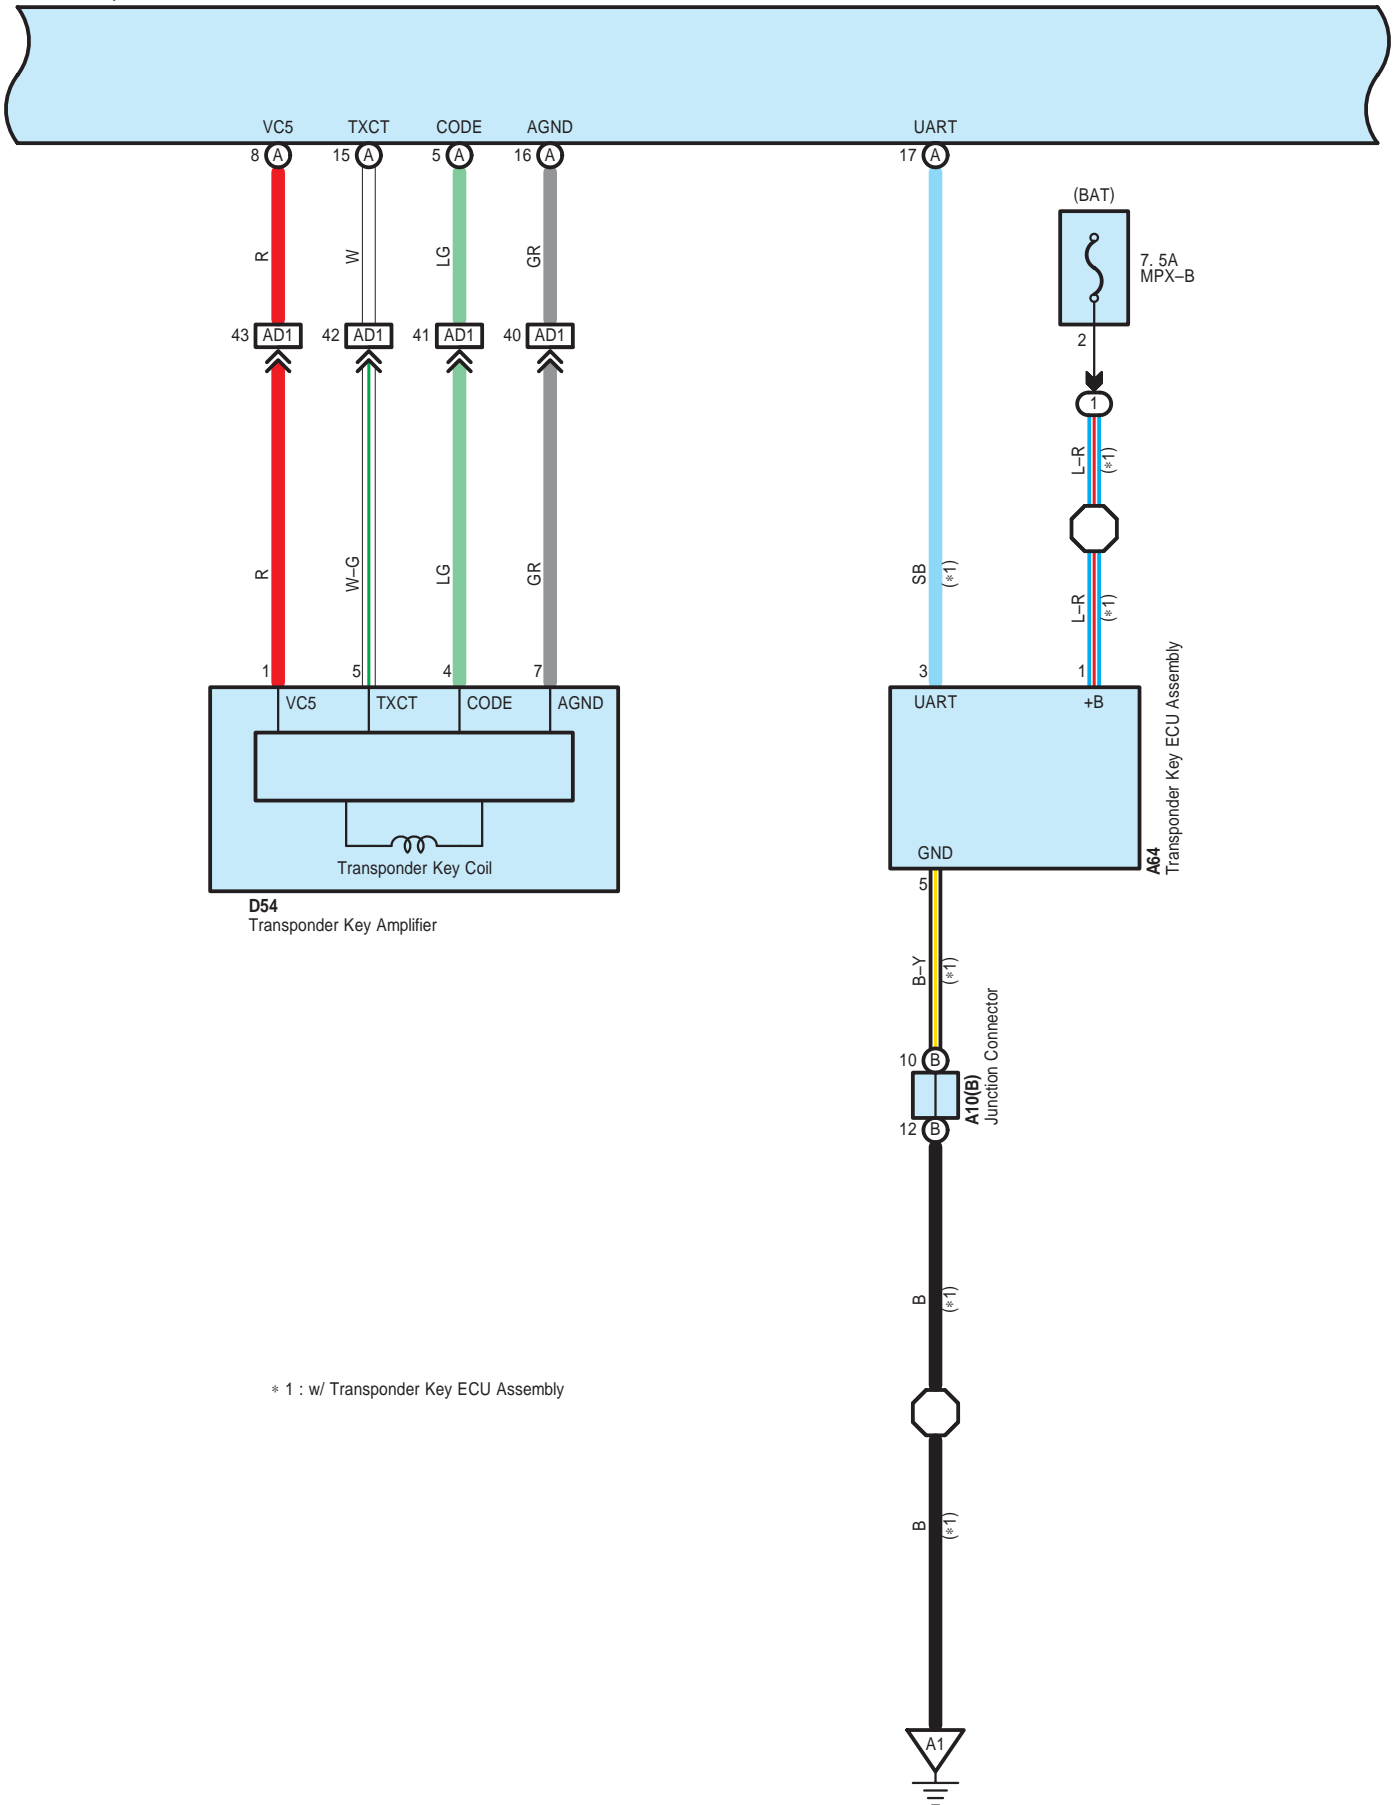 VC5 TXCT CODE AGND UART
8 A 15 A 5 A 16 A 17 A
(BAT)
7. 5A
MPX–B
R W LG GR
43 AD1 42 AD1 41 AD1 40 AD1
2
1
L–R
(∗1)
R W–G LG GR
SB
(∗1)
L–R
(∗1)
1 5 4 7 3 1
VC5 TXCT CODE AGND UART +B
Transponder Key Coil
D54
Transponder Key Amplifier
A64
Transponder Key ECU Assembly
GND
5
B–Y
(∗1)
10 B
A10(B)
Junction Connector
12 B
B
(∗1)
∗ 1 : w/ Transponder Key ECU Assembly
B
(∗1)
A1